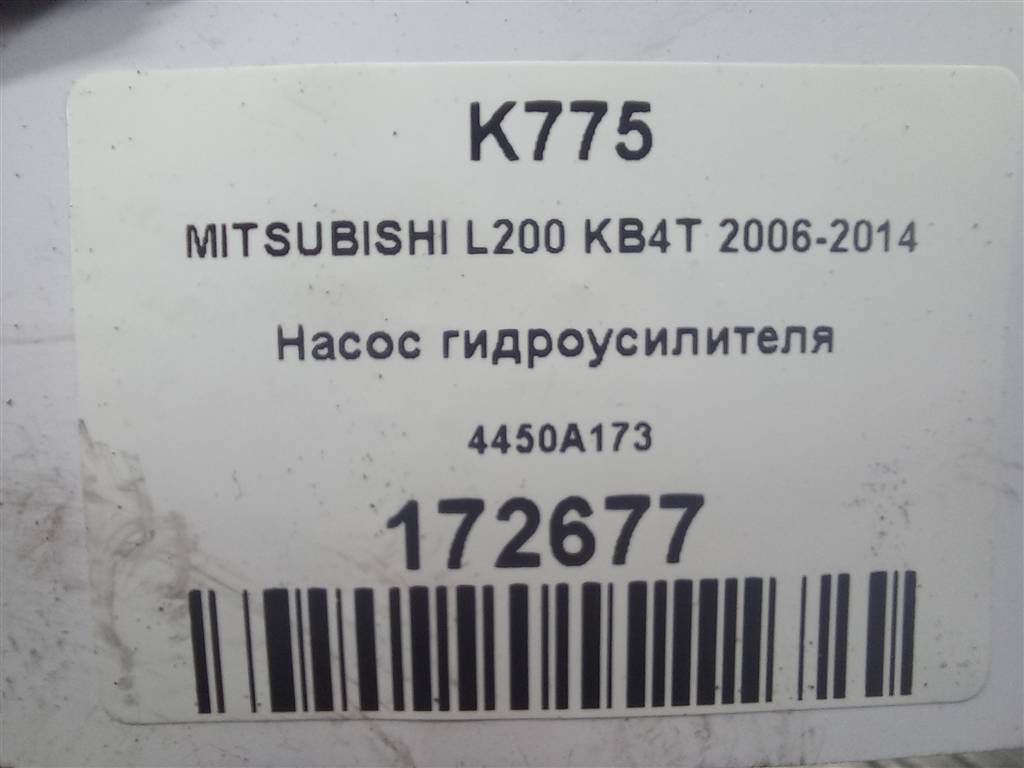 K775
MITSUBISHI L200 KB4T 2006-2014
Насос гидроусилителя
4450A173
172677